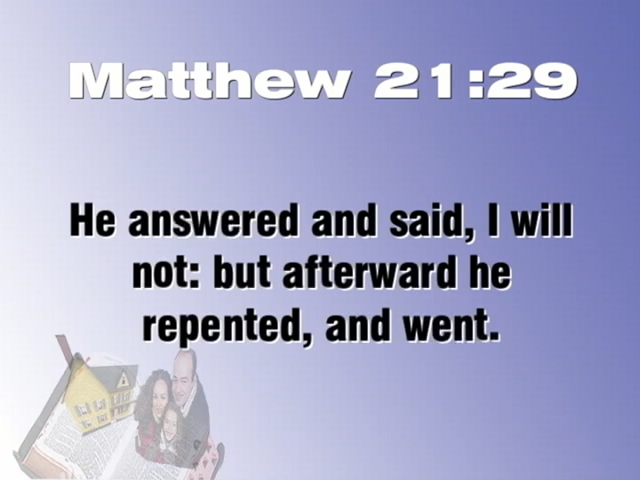 Matthew 21:29
He answered and said, I will
not: but afterward he
repented, and went.